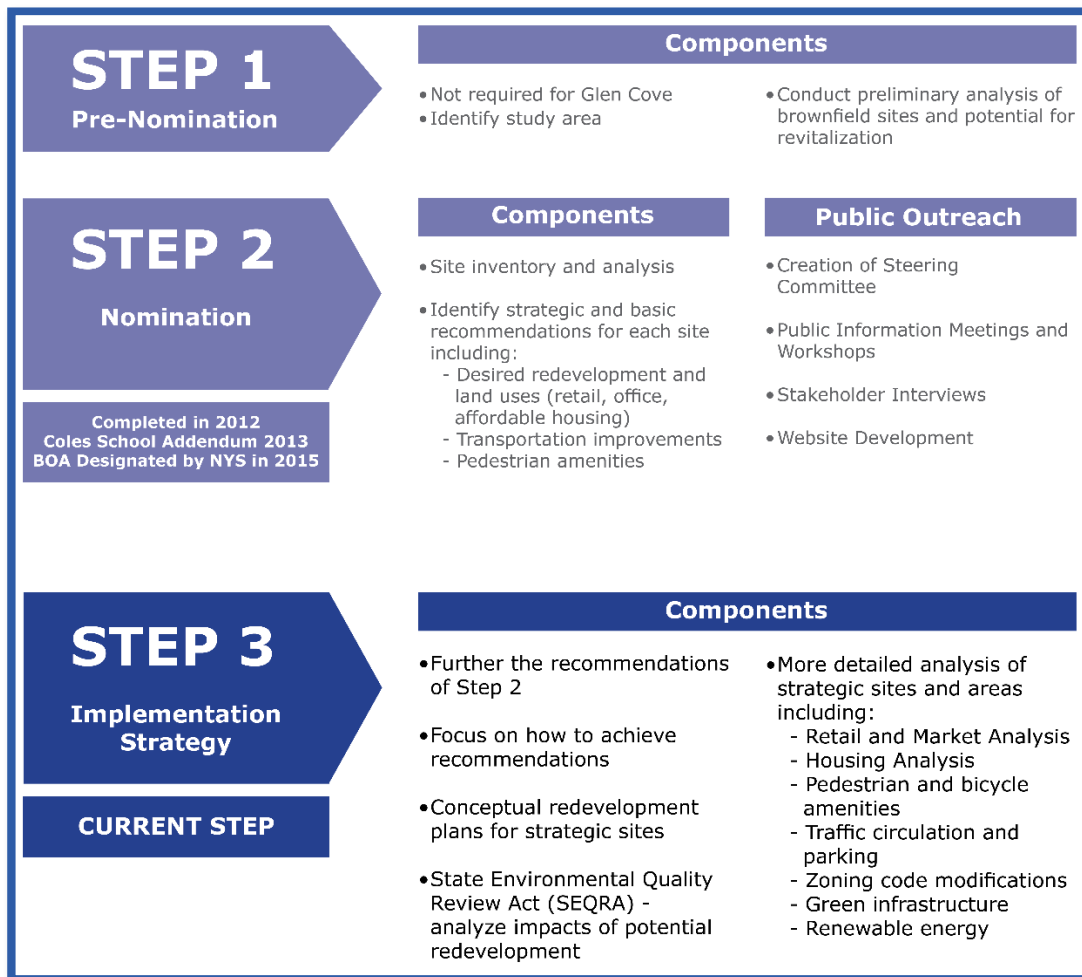 STEP 1
Pre-Nomination
Components
•Not required for Glen Cove
•Identify study area
•Conduct preliminary analysis of
brownfield sites and potential for
revitalization
STEP 2
Nomination
Completed in 2012
Coles School Addendum 2013
BOA Designated by NYS in 2015
Components
•Site inventory and analysis
•Identify strategic and basic
recommendations for each site
including:
- Desired redevelopment and
land uses (retail, office,
affordable housing)
- Transportation improvements
- Pedestrian amenities
Public Outreach
•Creation of Steering
Committee
•Public Information Meetings and
Workshops
•Stakeholder Interviews
•Website Development
STEP 3
Implementation
Strategy
CURRENT STEP
Components
•Further the recommendations
of Step 2
•Focus on how to achieve
recommendations
•Conceptual redevelopment
plans for strategic sites
•State Environmental Quality
Review Act (SEQRA) -
analyze impacts of potential
redevelopment
•More detailed analysis of
strategic sites and areas
including:
- Retail and Market Analysis
- Housing Analysis
- Pedestrian and bicycle
amenities
- Traffic circulation and
parking
- Zoning code modifications
- Green infrastructure
- Renewable energy